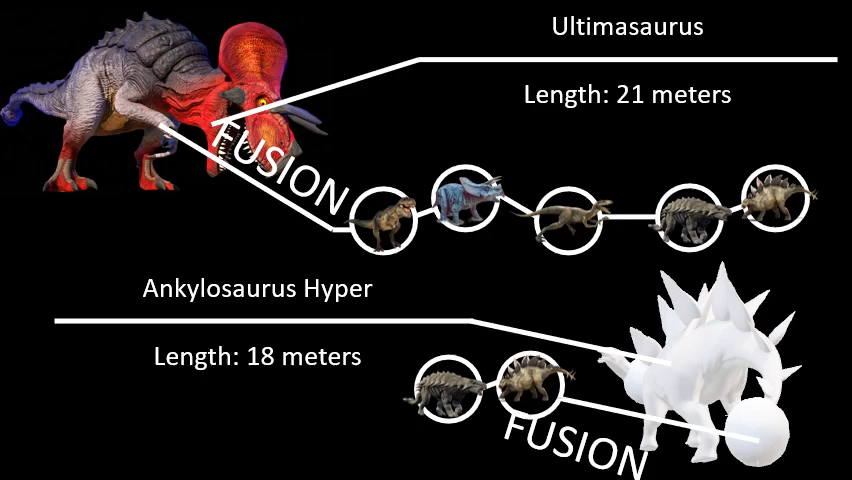 Ultimasaurus
Length: 21 meters
FUSION
Ankylosaurus Hyper
Length: 18 meters
FUSION